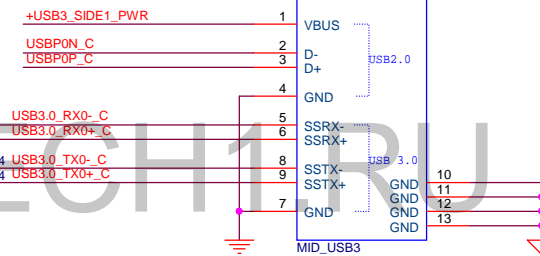 +USB3_SIDE1_PWR 1 VBUS
USBP0N_C 2 D- USB2.0
USBP0P_C 3 D+
4 GND
USB3.0_RX0-_C 5 SSRX-
USB3.0_RX0+_C 6 SSRX+
4 USB3.0_TX0-_C 8 SSTX- USB 3.0
4 USB3.0_TX0+_C 9 SSTX+
GND 10
GND 11
7 GND GND 12
GND 13
MID_USB3
ECH1.RU